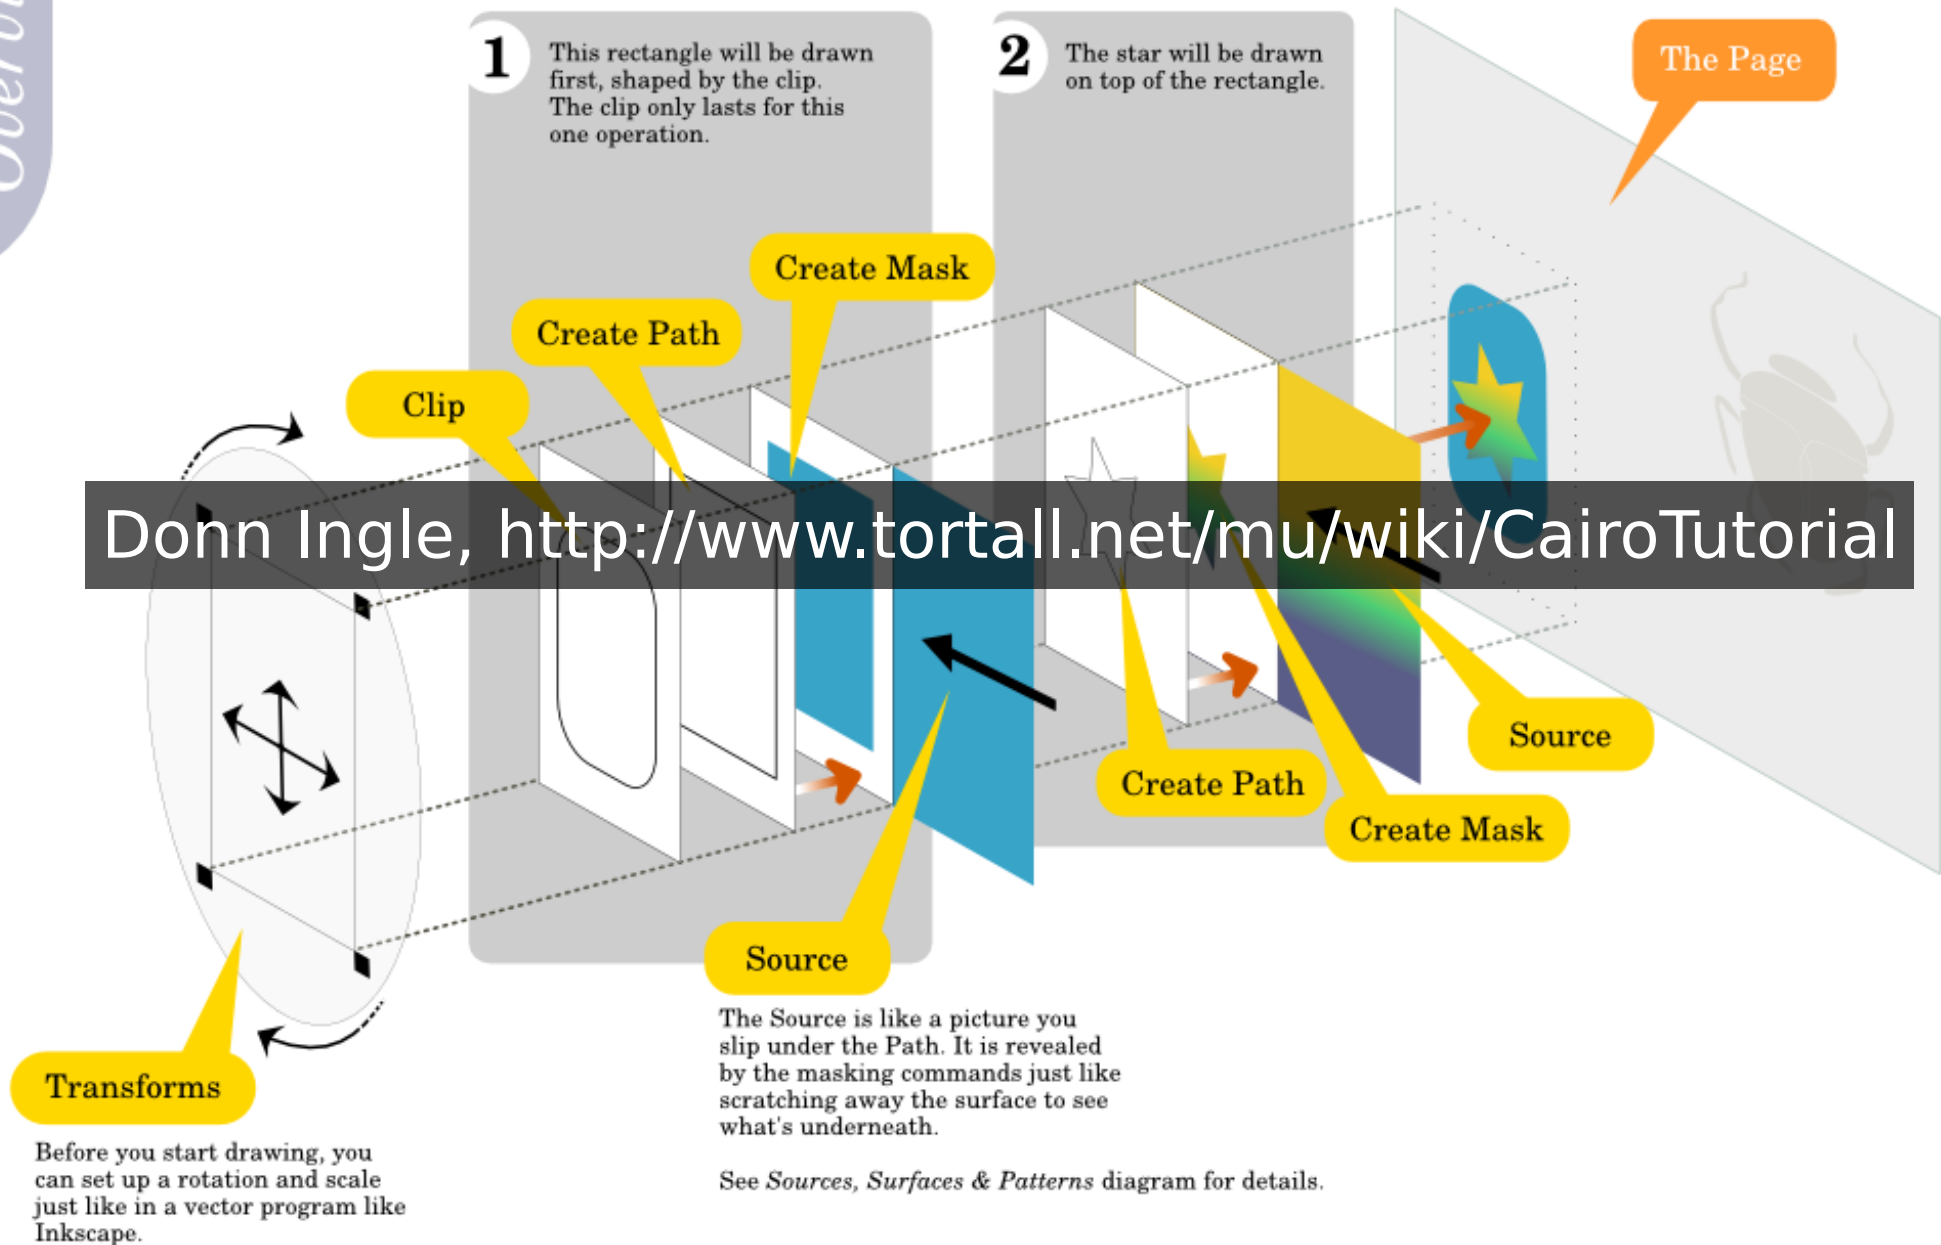 1
This rectangle will be drawn
first, shaped by the clip.
The clip only lasts for this
one operation.
2
The star will be drawn
on top of the rectangle.
The Page
Create Mask
Create Path
Clip
Donn Ingle, http://www.tortall.net/mu/wiki/CairoTutorial
Source
Create Path
Create Mask
Source
The Source is like a picture you
slip under the Path. It is revealed
by the masking commands just like
scratching away the surface to see
what's underneath.
See Sources, Surfaces & Patterns diagram for details.
Transforms
Before you start drawing, you
can set up a rotation and scale
just like in a vector program like
Inkscape.